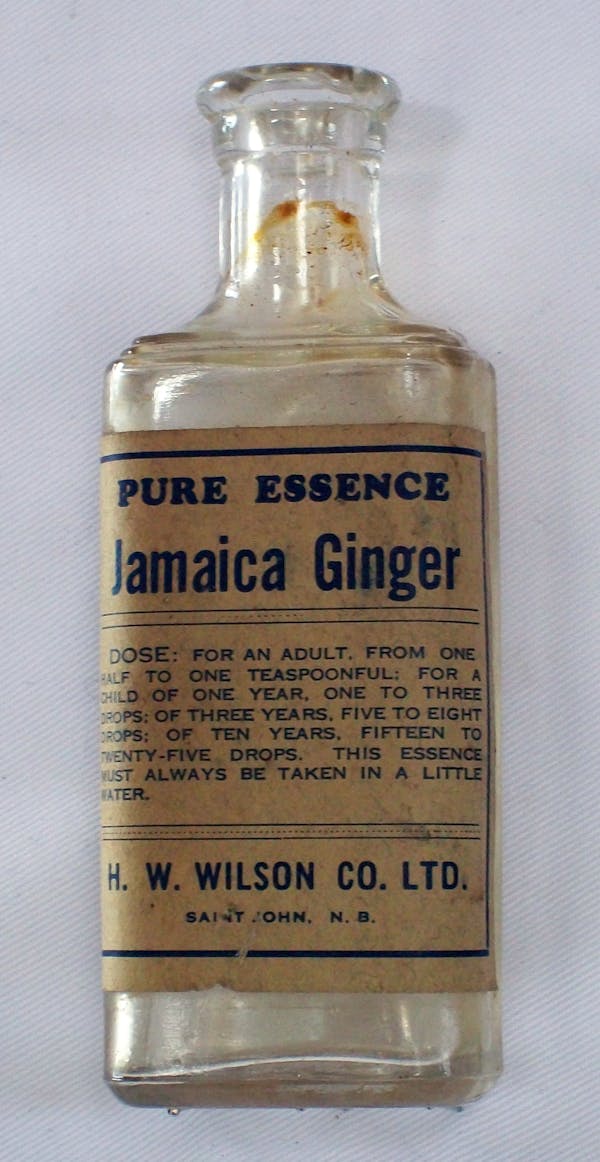 PURE ESSENCE
Jamaica Ginger
DOSE: FOR AN ADULT, FROM ONE
HALF TO ONE TEASPOONFUL; FOR A
CHILD OF ONE YEAR, ONE TO THREE
DROPS; OF THREE YEARS, FIVE TO EIGHT
DROPS; OF TEN YEARS, FIFTEEN TO
TWENTY-FIVE DROPS. THIS ESSENCE
MUST ALWAYS BE TAKEN IN A LITTLE
WATER.
H. W. WILSON CO. LTD.
SAINT JOHN, N. B.